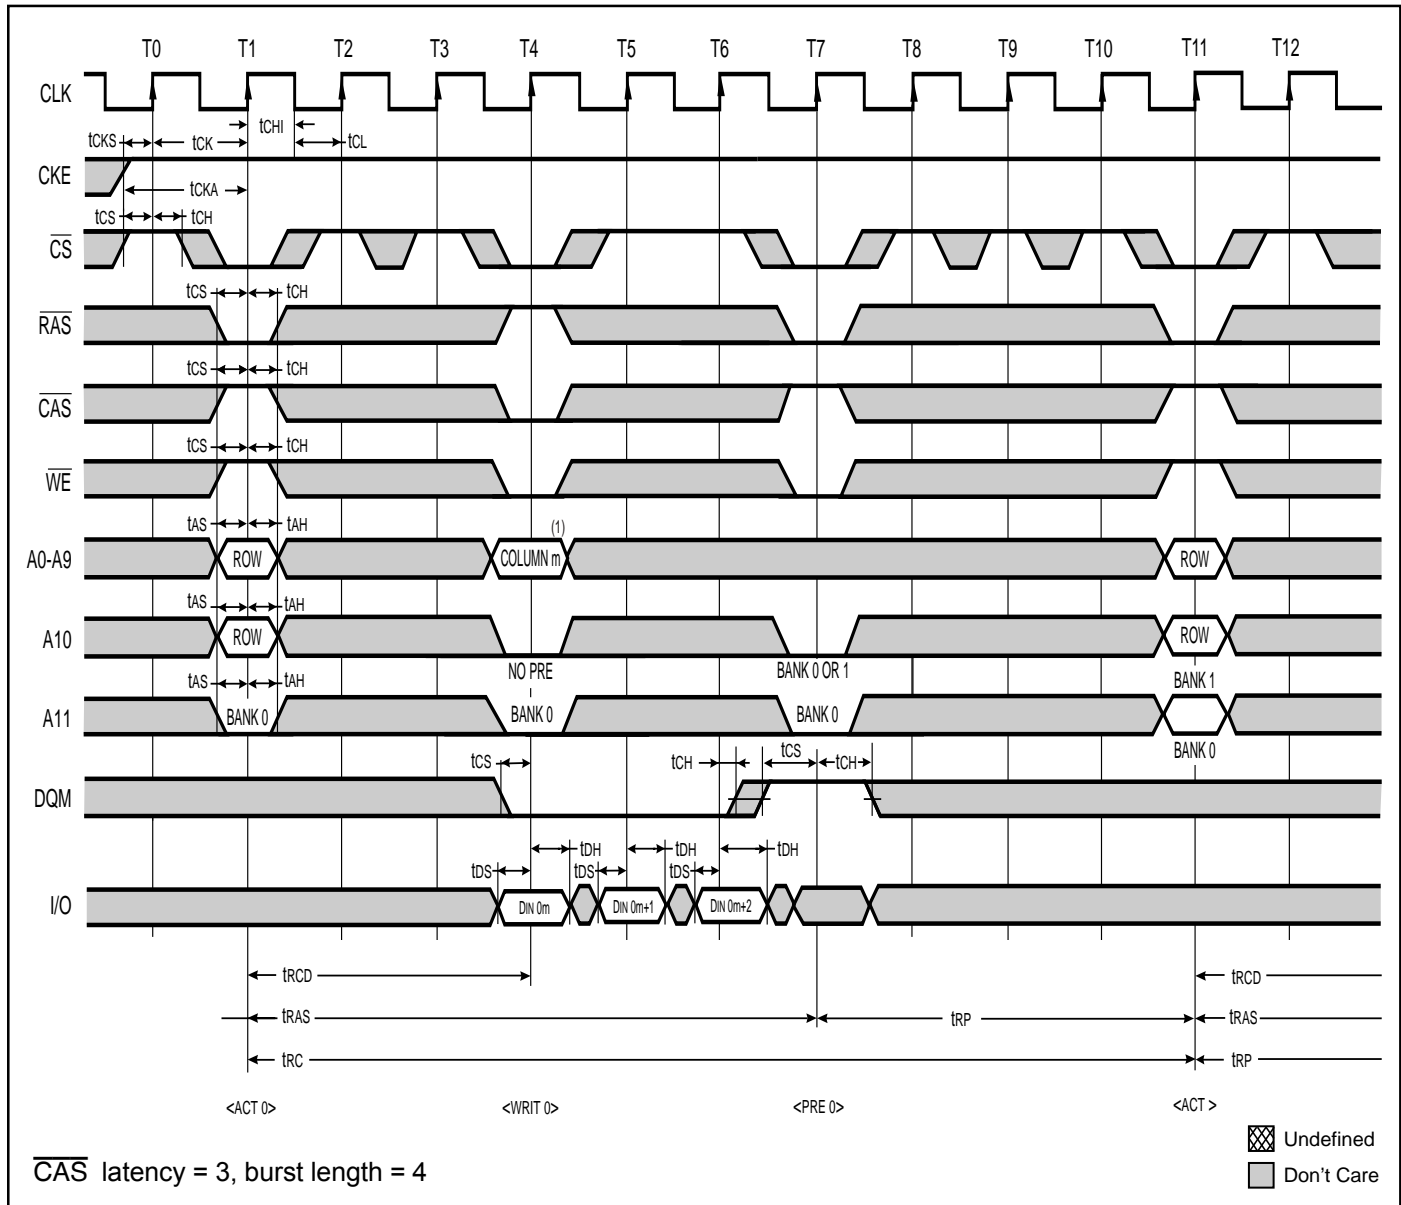 T0 T1 T2 T3 T4 T5 T6 T7 T8 T9 T10 T11 T12
CLK
tCHI
tCKS tCK tCL
CKE
tCKA
tCS tCH
CS
tCS tCH
RAS
tCS tCH
CAS
tCS tCH
WE
tAS tAH (1)
A0-A9 ROW COLUMN m ROW
tAS tAH
A10 ROW ROW
NO PRE BANK 0 OR 1 BANK 1
tAS tAH
A11 BANK 0 BANK 0 BANK 0
BANK 0
tCS tCH tCS tCH
DQM
tDH tDH tDH
tDS tDS tDS
I/O DIN 0m DIN 0m+1 DIN 0m+2
tRCD tRCD
tRAS tRP tRAS
tRC tRP
<ACT 0> <WRIT 0> <PRE 0> <ACT >
Undefined
CAS latency = 3, burst length = 4
Don't Care